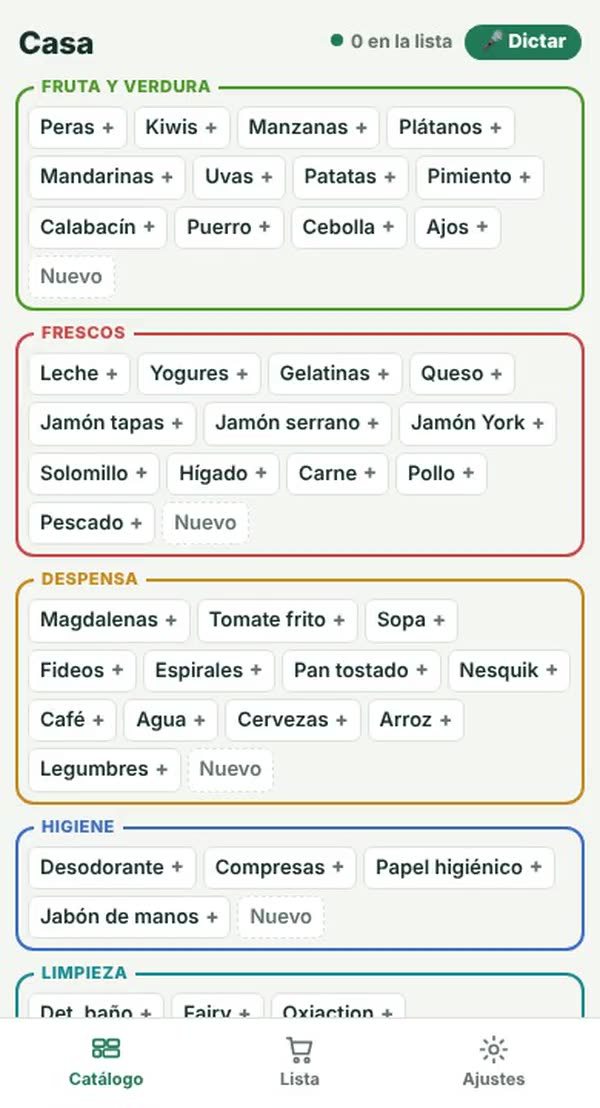 Casa 0 en la lista 🎤 Dictar
FRUTA Y VERDURA
Peras + Kiwis + Manzanas + Plátanos +
Mandarinas + Uvas + Patatas + Pimiento +
Calabacín + Puerro + Cebolla + Ajos +
Nuevo
FRESCOS
Leche + Yogures + Gelatinas + Queso +
Jamón tapas + Jamón serrano + Jamón York +
Solomillo + Hígado + Carne + Pollo +
Pescado + Nuevo
DESPENSA
Magdalenas + Tomate frito + Sopa +
Fideos + Espirales + Pan tostado + Nesquik +
Café + Agua + Cervezas + Arroz +
Legumbres + Nuevo
HIGIENE
Desodorante + Compresas + Papel higiénico +
Jabón de manos + Nuevo
LIMPIEZA
Det. baño + Fairy + Oxiaction +
Catálogo Lista Ajustes